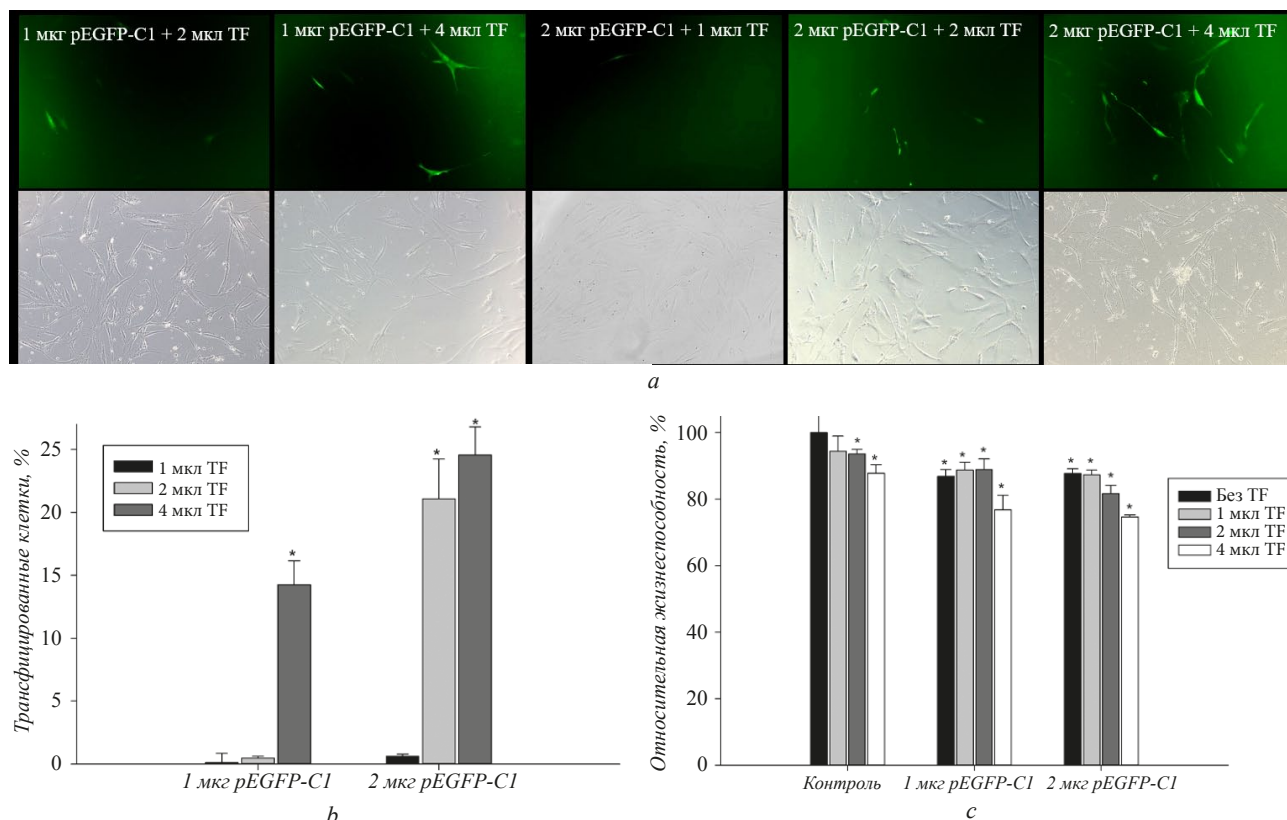 1 мкг pEGFP-C1 + 2 мкл TF
1 мкг pEGFP-C1 + 4 мкл TF
2 мкг pEGFP-C1 + 1 мкл TF
2 мкг pEGFP-C1 + 2 мкл TF
2 мкг pEGFP-C1 + 4 мкл TF
a
Трансфицированные клетки, %
25
20
15
10
5
0
1 мкл TF
2 мкл TF
4 мкл TF
*
*
*
1 мкг pEGFP-C1
2 мкг pEGFP-C1
b
Относительная жизнеспособность, %
100
80
60
40
20
0
*
*
*
*
*
*
*
*
*
*
Без TF
1 мкл TF
2 мкл TF
4 мкл TF
Контроль
1 мкг pEGFP-C1
2 мкг pEGFP-C1
c